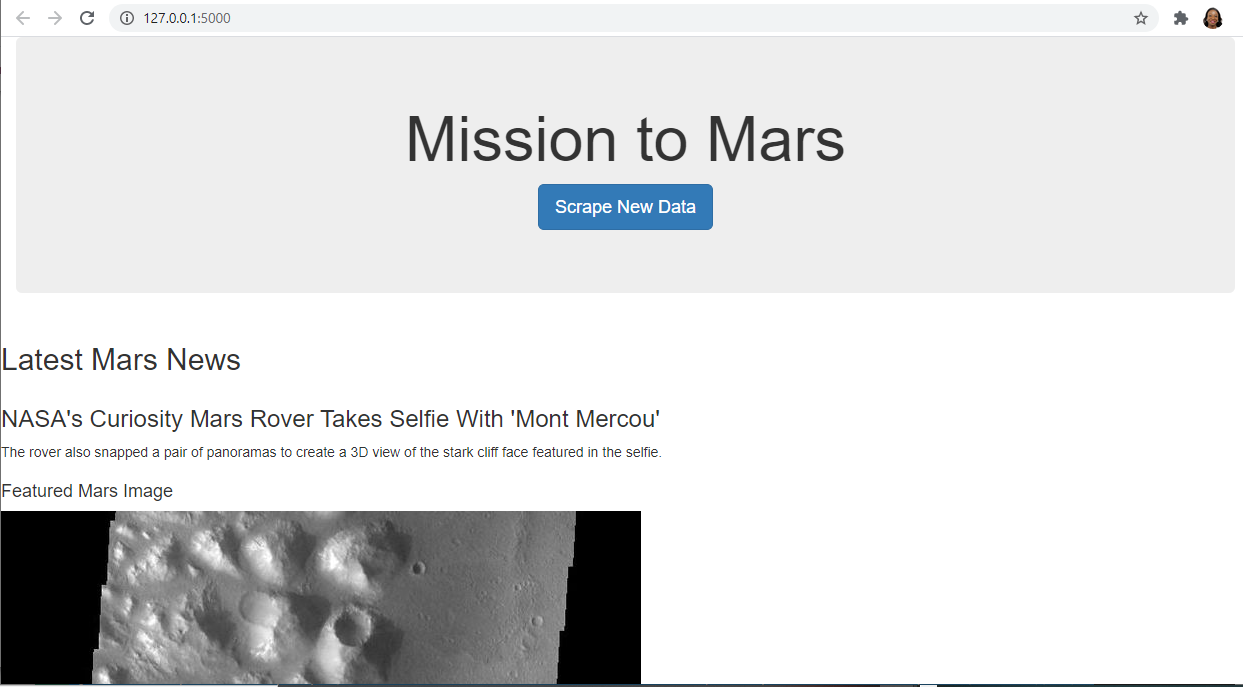 127.0.0.1:5000
Mission to Mars
Scrape New Data
Latest Mars News
NASA's Curiosity Mars Rover Takes Selfie With 'Mont Mercou'
The rover also snapped a pair of panoramas to create a 3D view of the stark cliff face featured in the selfie.
Featured Mars Image